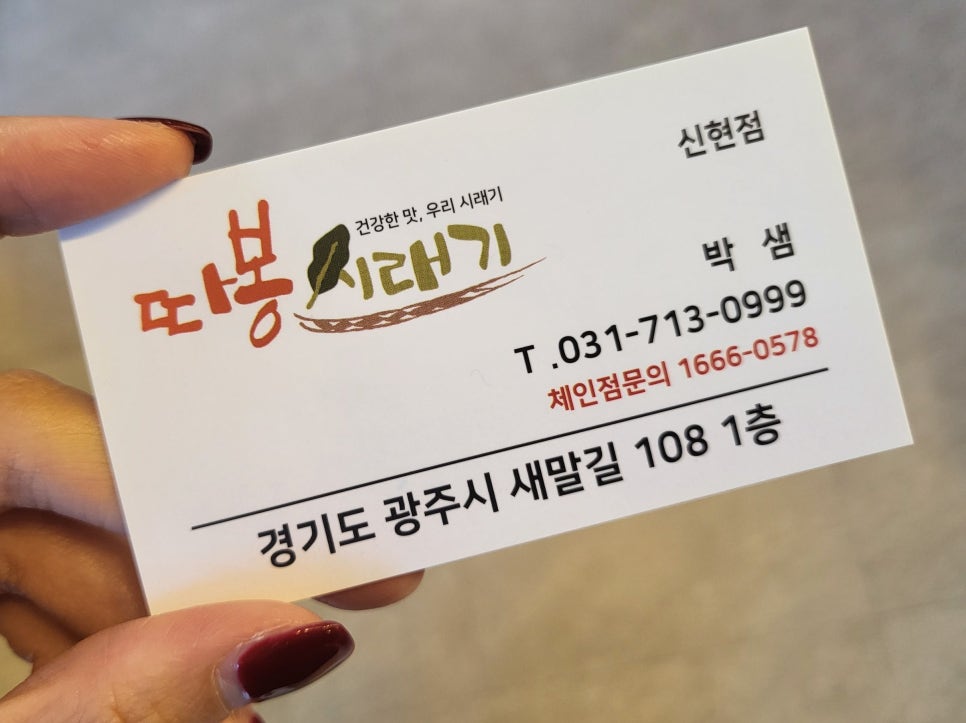 신현점
건강한 맛, 우리 시래기
따봉 시래기
박 샘
T .031-713-0999
체인점문의 1666-0578
경기도 광주시 새말길 108 1층